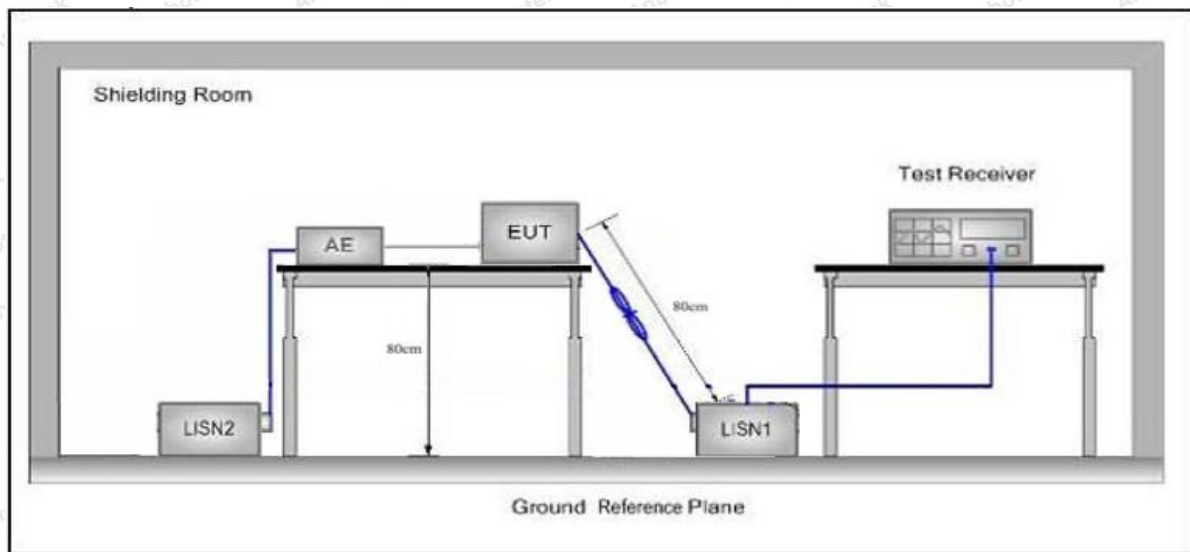 Shielding Room
Test Receiver
AE
EUT
80cm
80cm
LISN2
LISN1
Ground Reference Plane